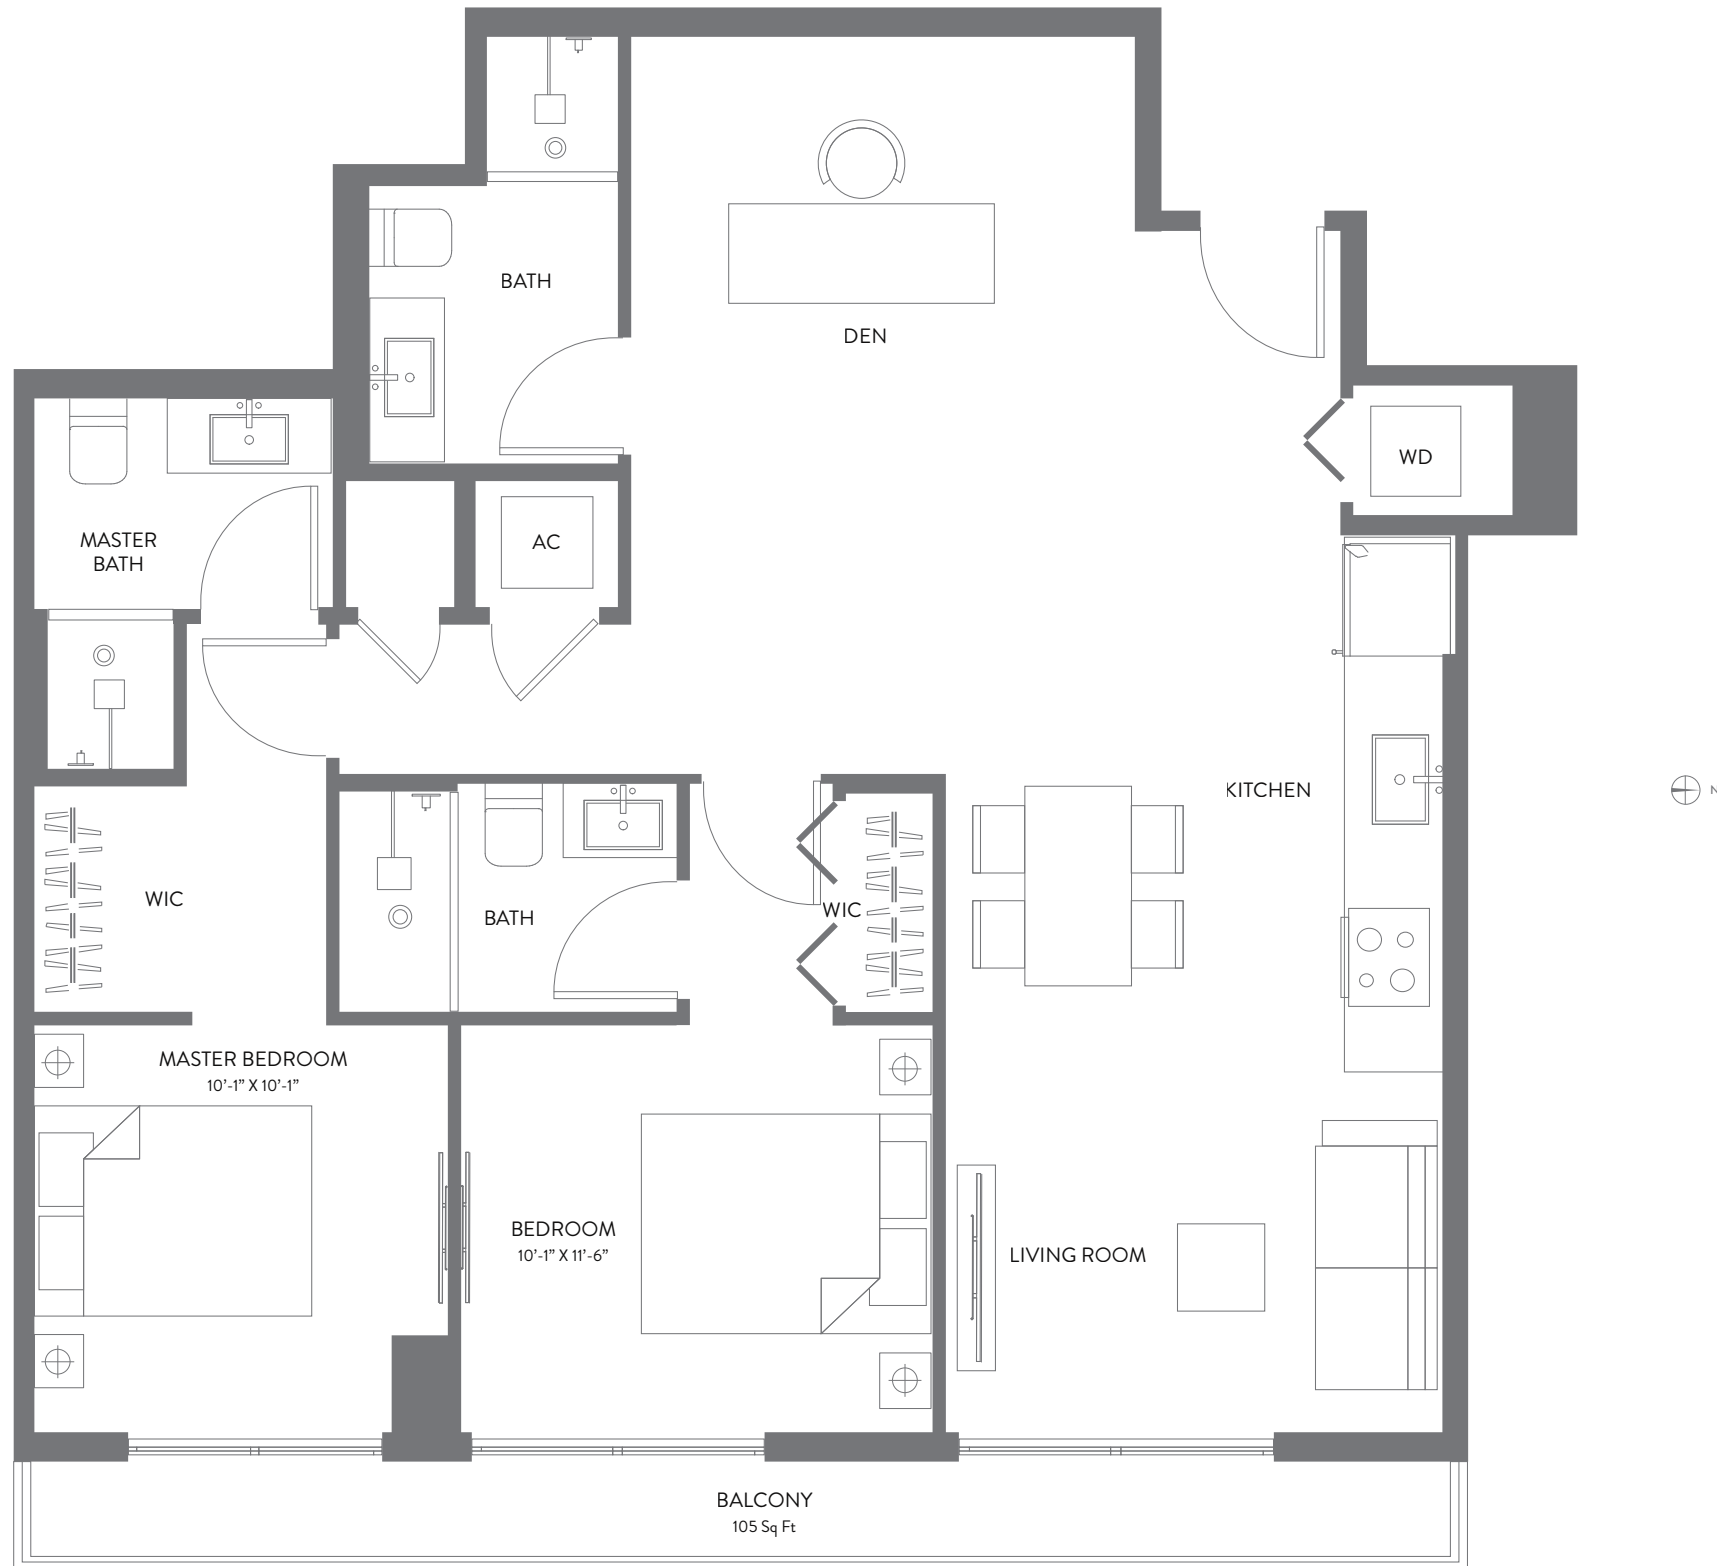 BATH
DEN
WD
MASTER
BATH
AC
KITCHEN
N
WIC
WIC
BATH
MASTER BEDROOM
10’-1” X 10’-1”
BEDROOM
10’-1” X 11’-6”
LIVING ROOM
BALCONY
105 Sq Ft